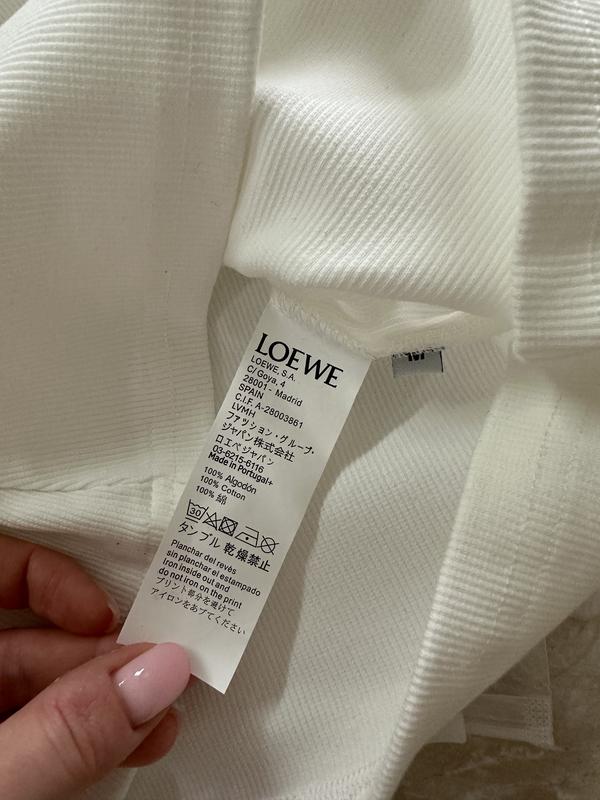 LOEWE
LOEWE, S.A.
C/ Goya, 4
28001 - Madrid
SPAIN
C.I.F. A-28003861
LVMH
ファッション・グループ・
ジャパン株式会社
ロエベジャパン
03-6215-6116
Made in Portugal+
100% Algodón
100% Cotton
100% 綿
30
タンブル 乾燥禁止
Planchar del revés
sin planchar el estampado
Iron inside out and
do not iron on the print
プリント部分を避けて
アイロンをあててください
M